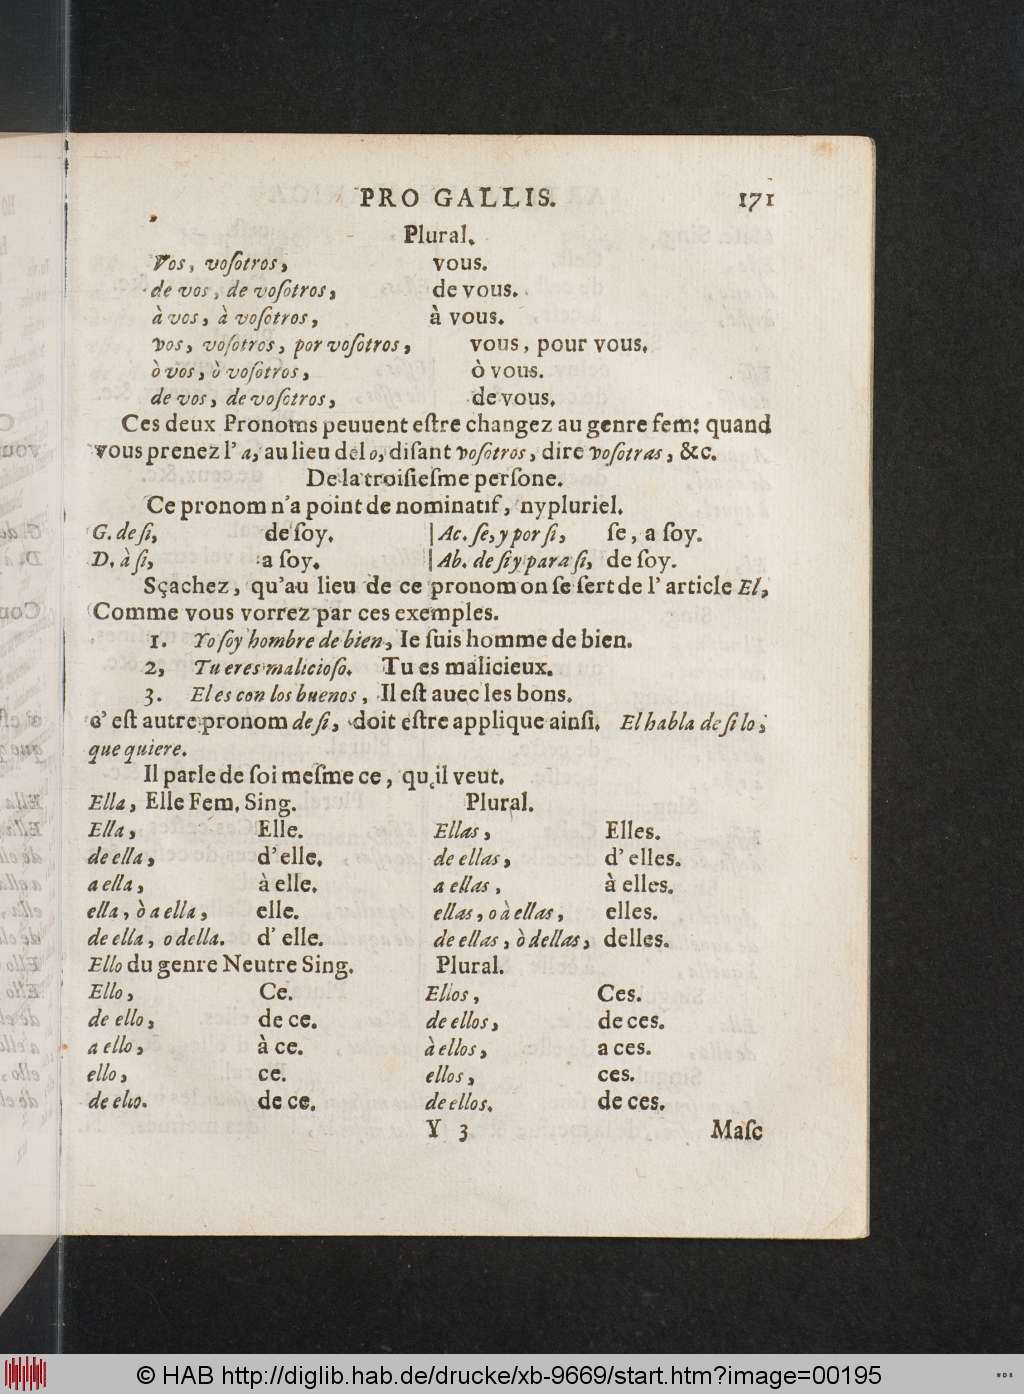 PRO GALLIS. 171
Plural.
Vos, voſotros, vous.
de vos, de voſotros, de vous.
à vos, à voſotros, à vous.
vos, voſotros, por voſotros, vous, pour vous.
ò vos, ò voſotros, ò vous.
de vos, de voſotros, de vous.
Ces deux Pronoms peuuent eſtre changez au genre fem: quand
vous prenez l' a, au lieu del o, diſant voſotros, dire voſotras, &c.
De la troiſieſme perſone.
Ce pronom n'a point de nominatif, ny pluriel.
G. de ſi, de ſoy. | Ac. ſe, y por ſi, ſe, a ſoy.
D. à ſi, a ſoy. | Ab. de ſi y para ſi, de ſoy.
Sçachez, qu'au lieu de ce pronom on ſe ſert de l' article El,
Comme vous vorrez par ces exemples.
1. Yo ſoy hombre de bien, Ie ſuis homme de bien.
2, Tu eres malicioſo. Tu es malicieux.
3. El es con los buenos, Il eſt auec les bons.
c' eſt autre pronom de ſi, doit eſtre applique ainſi. El habla de ſi lo,
que quiere.
Il parle de ſoi meſme ce, qu il veut.
Ella, Elle Fem. Sing. Plural.
Ella, Elle. Ellas, Elles.
de ella, d' elle. de ellas, d' elles.
a ella, à elle. a ellas, à elles.
ella, ò a ella, elle. ellas, o à ellas, elles.
de ella, o della. d' elle. de ellas, ò dellas, delles.
Ello du genre Neutre Sing. Plural.
Ello, Ce. Ellos, Ces.
de ello, de ce. de ellos, de ces.
a ello, à ce. à ellos, a ces.
ello, ce. ellos, ces.
de ello. de ce. de ellos. de ces.
Y 3 Maſc
© HAB http://diglib.hab.de/drucke/xb-9669/start.htm?image=00195